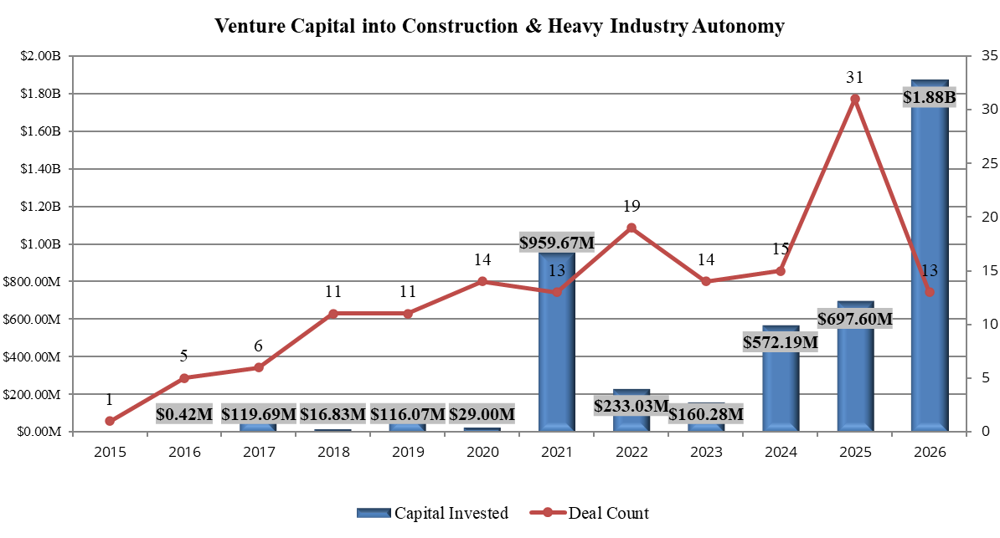 Venture Capital into Construction & Heavy Industry Autonomy
$2.00B
$1.80B
$1.60B
$1.40B
$1.20B
$1.00B
$800.00M
$600.00M
$400.00M
$200.00M
$0.00M
35
30
25
20
15
10
5
0
1
5
6
11
11
14
13
19
14
15
31
13
$0.42M
$119.69M
$16.83M
$116.07M
$29.00M
$959.67M
$233.03M
$160.28M
$572.19M
$697.60M
$1.88B
2015 2016 2017 2018 2019 2020 2021 2022 2023 2024 2025 2026
Capital Invested Deal Count